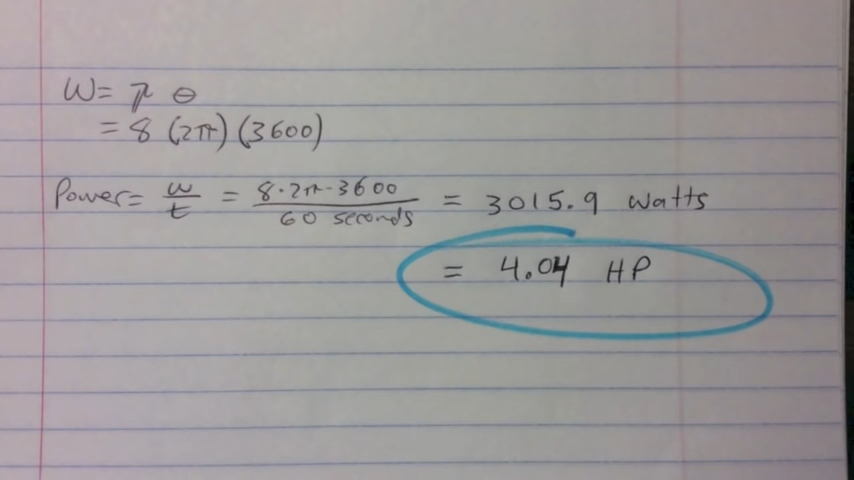 W = τ θ
= 8 (2π) (3600)
Power = w/t = 8·2π·3600 / 60 seconds = 3015.9 watts
= 4.04 HP